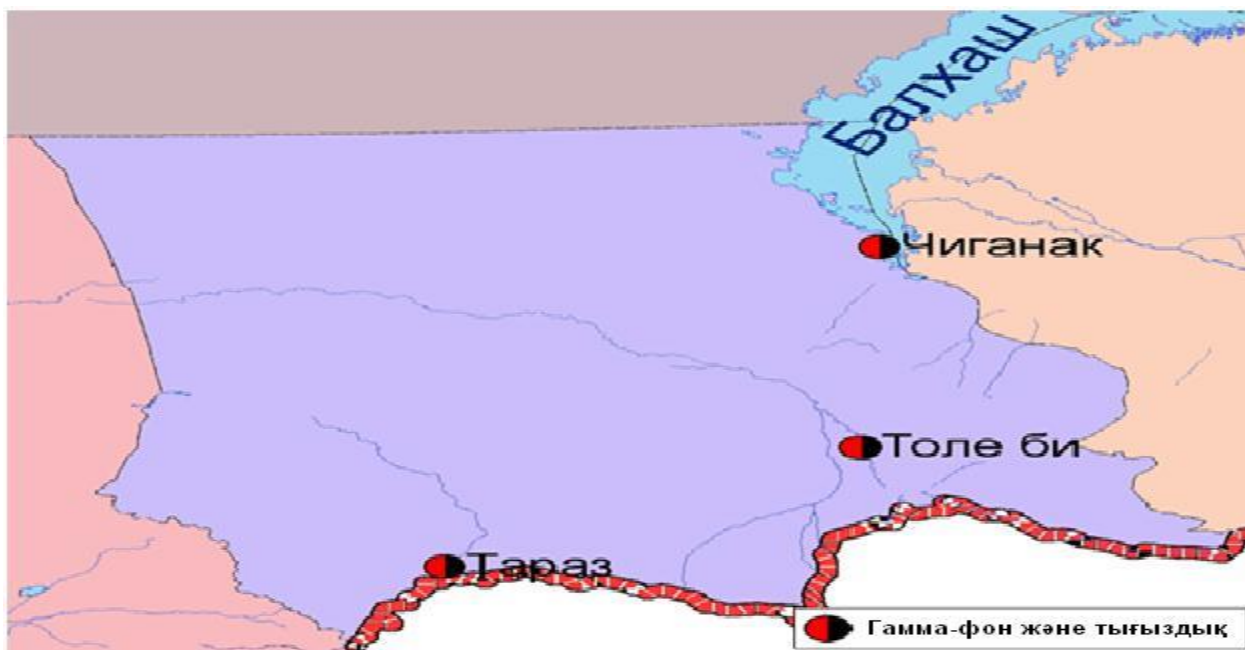 Балхаш
Чиганак
Толе би
Тараз
Гамма-фон және тығыздық